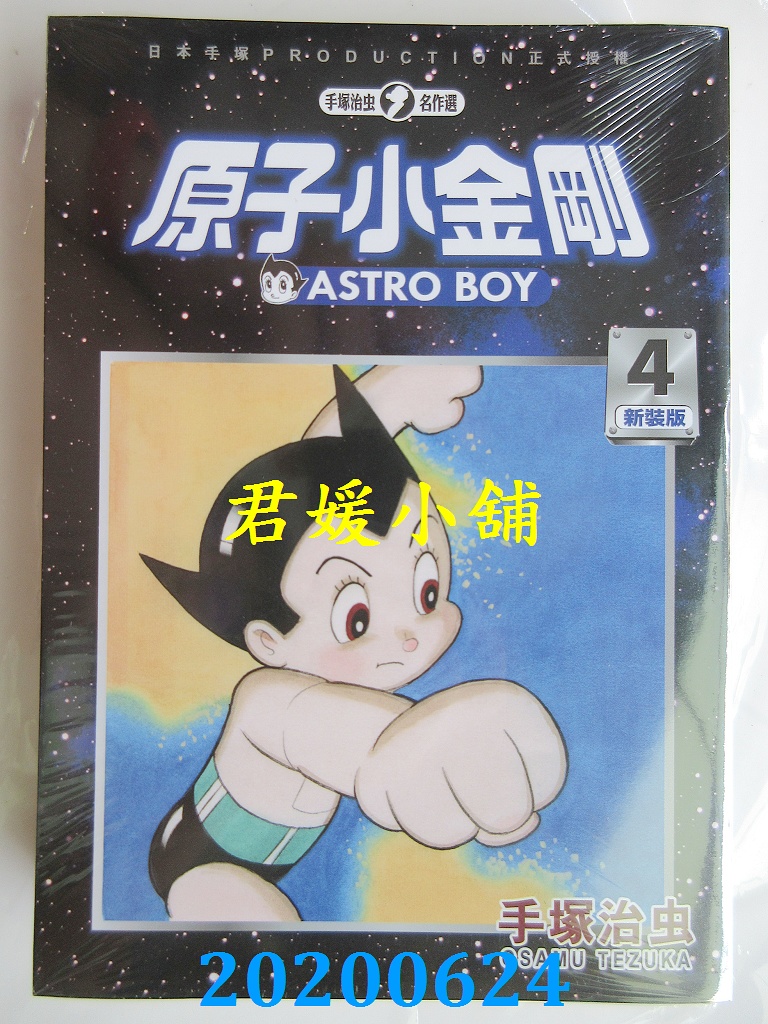 日本手塚PRODUCTION正式授權
手塚治虫 名作選
原子小金剛
ASTRO BOY
4
新裝版
君媛小舖
手塚治虫
OSAMU TEZUKA
20200624